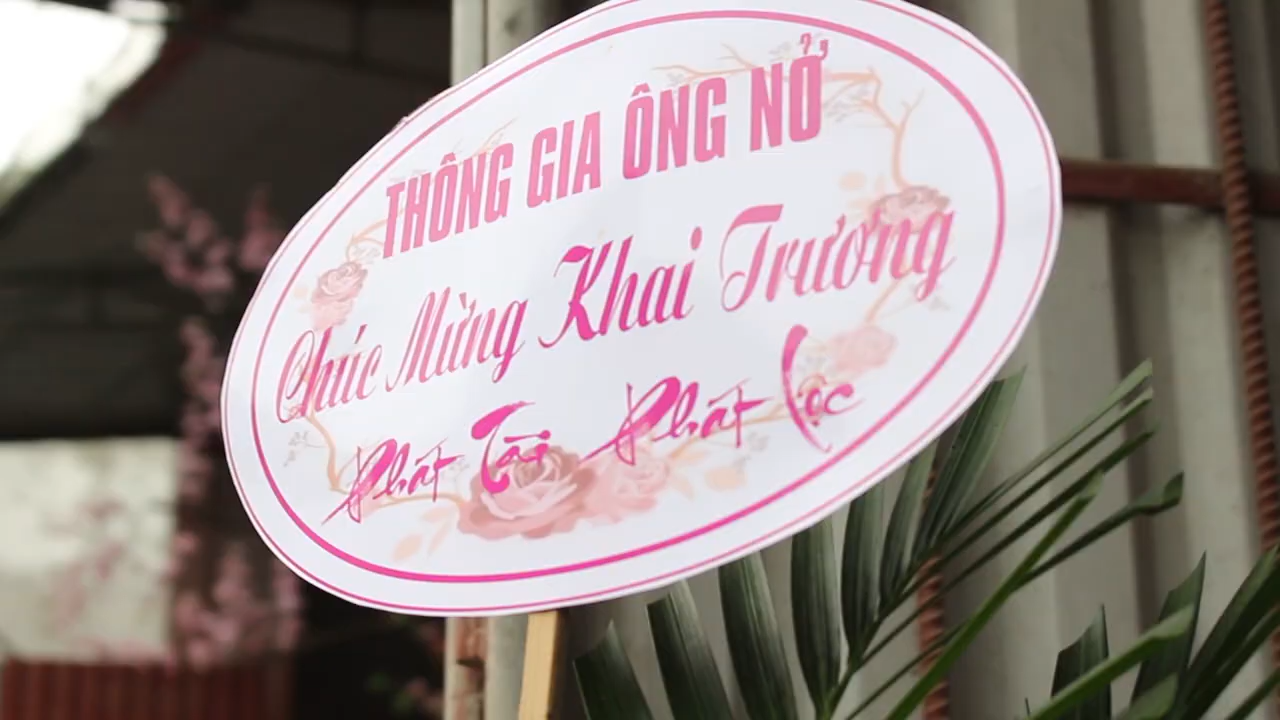 THÔNG GIA ÔNG NỞ
Chúc Mừng Khai Trương
Phát Tài Phát Lộc